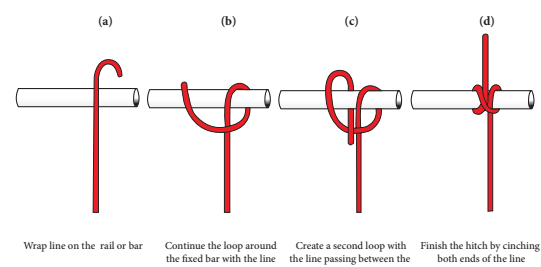 (a)
(b)
(c)
(d)
Wrap line on the rail or bar
Continue the loop around
the fixed bar with the line
Create a second loop with
the line passing between the
Finish the hitch by cinching
both ends of the line